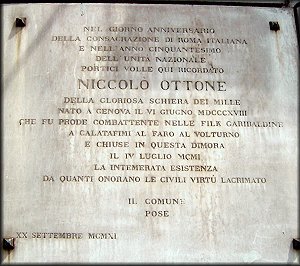 NEL GIORNO ANNIVERSARIO
DELLA CONSACRAZIONE DI ROMA ITALIANA
E NELL'ANNO CINQUANTESIMO
DELL'UNITÀ NAZIONALE
PORTICI VOLLE QUI RICORDATO
NICCOLO OTTONE
DELLA GLORIOSA SCHIERA DEI MILLE
NATO A GENOVA IL VI GIUGNO MDCCCXVIII
CHE FU PRODE COMBATTENTE NELLE FILE GARIBALDINE
A CALATAFIMI AL FARO AL VOLTURNO
E CHIUSE IN QUESTA DIMORA
IL IV LUGLIO MCMI
LA INTEMERATA ESISTENZA
DA QUANTI ONORANO LE CIVILI VIRTÙ LACRIMATO
IL COMUNE
POSE
XX SETTEMBRE MCMXI